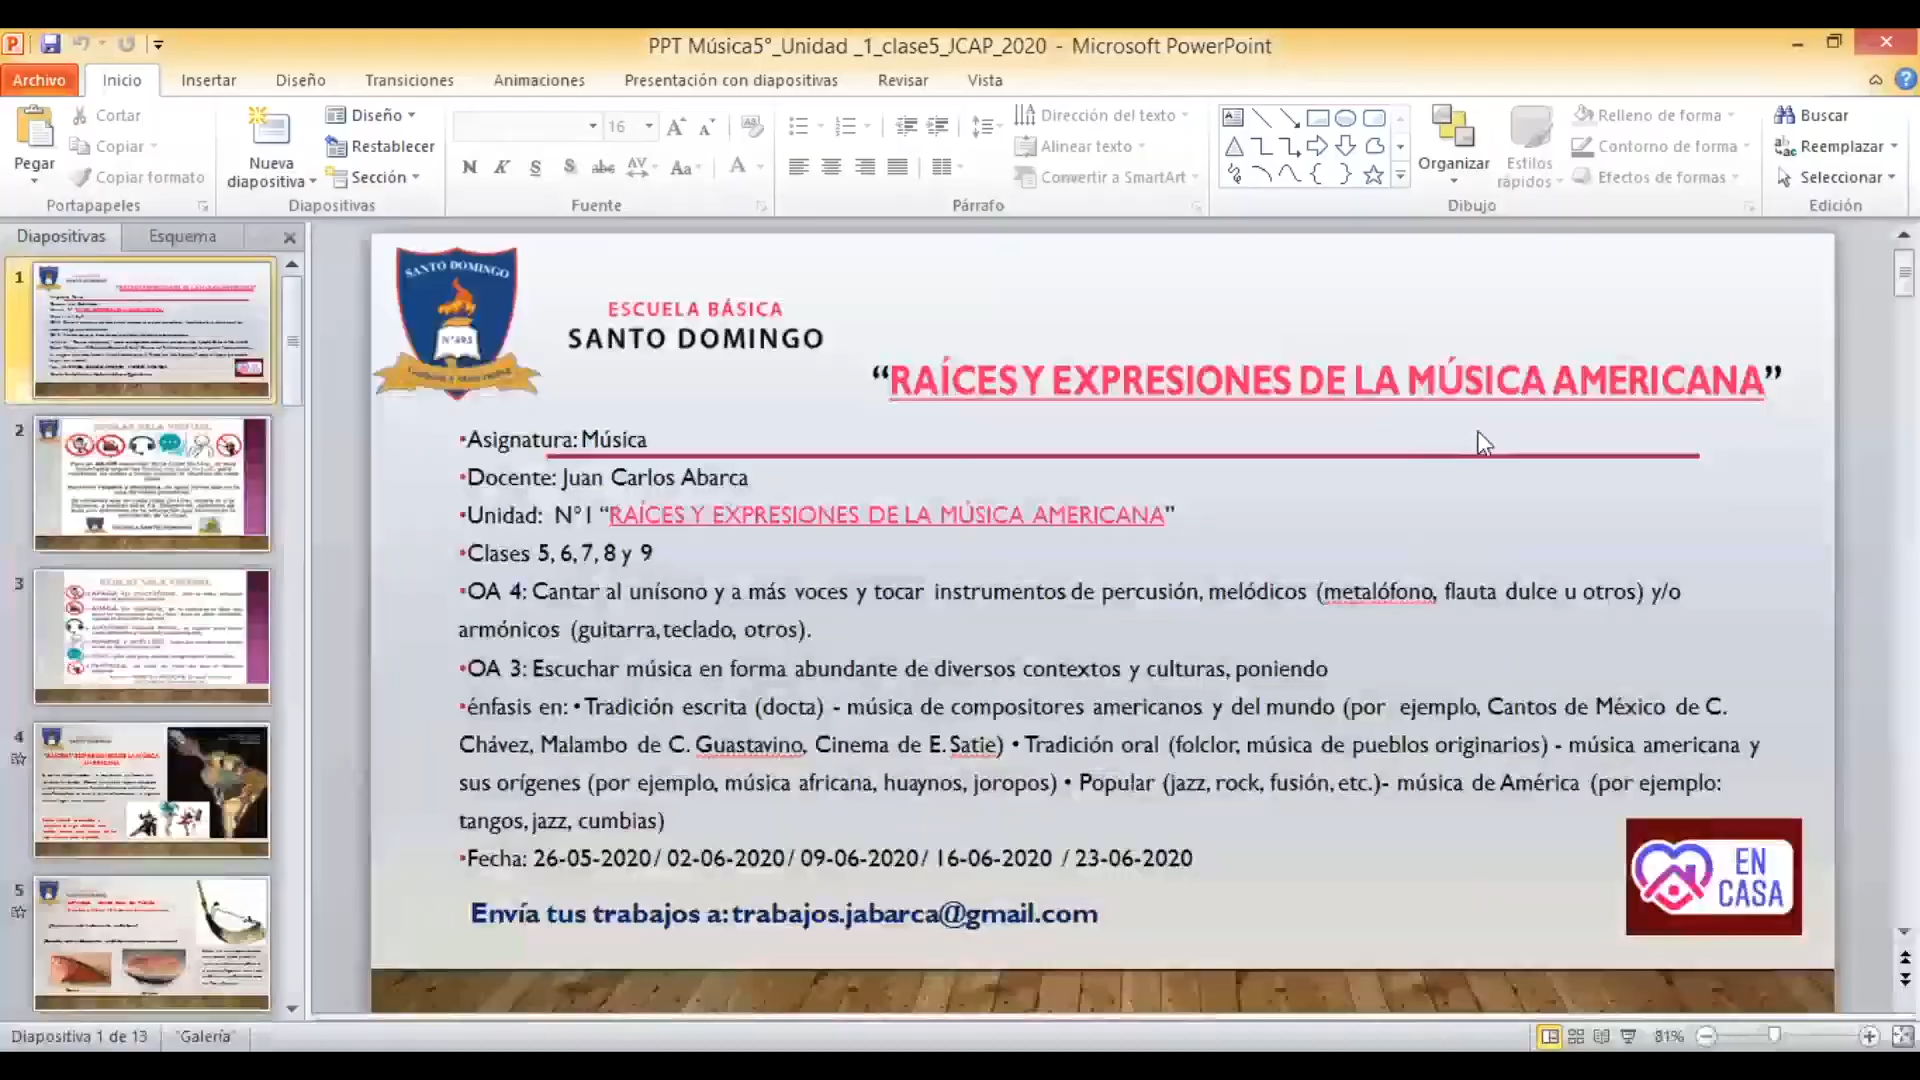 PPT Música5°_Unidad _1_clase5_JCAP_2020 - Microsoft PowerPoint
Archivo Inicio Insertar Diseño Transiciones Animaciones Presentación con diapositivas Revisar Vista
Pegar
Cortar
Copiar
Copiar formato
Portapapeles
Nueva diapositiva
Diseño
Restablecer
Sección
Diapositivas
16
Fuente
Dirección del texto
Alinear texto
Convertir a SmartArt
Párrafo
Organizar
Estilos rápidos
Relleno de forma
Contorno de forma
Efectos de formas
Dibujo
Buscar
Reemplazar
Seleccionar
Edición
Diapositivas Esquema
1
2
3
4
5
SANTO DOMINGO
ESCUELA BÁSICA
SANTO DOMINGO
“RAÍCES Y EXPRESIONES DE LA MÚSICA AMERICANA”
•Asignatura: Música
•Docente: Juan Carlos Abarca
•Unidad: N°1 “RAÍCES Y EXPRESIONES DE LA MÚSICA AMERICANA”
•Clases 5, 6, 7, 8 y 9
•OA 4: Cantar al unísono y a más voces y tocar instrumentos de percusión, melódicos (metalófono, flauta dulce u otros) y/o
armónicos (guitarra, teclado, otros).
•OA 3: Escuchar música en forma abundante de diversos contextos y culturas, poniendo
•énfasis en: • Tradición escrita (docta) - música de compositores americanos y del mundo (por ejemplo, Cantos de México de C.
Chávez, Malambo de C. Guastavino, Cinema de E. Satie) • Tradición oral (folclor, música de pueblos originarios) - música americana y
sus orígenes (por ejemplo, música africana, huaynos, joropos) • Popular (jazz, rock, fusión, etc.)- música de América (por ejemplo:
tangos, jazz, cumbias)
•Fecha: 26-05-2020/ 02-06-2020/ 09-06-2020/ 16-06-2020 / 23-06-2020
Envía tus trabajos a: trabajos.jabarca@gmail.com
EN
CASA
Diapositiva 1 de 13 "Galería" 81%